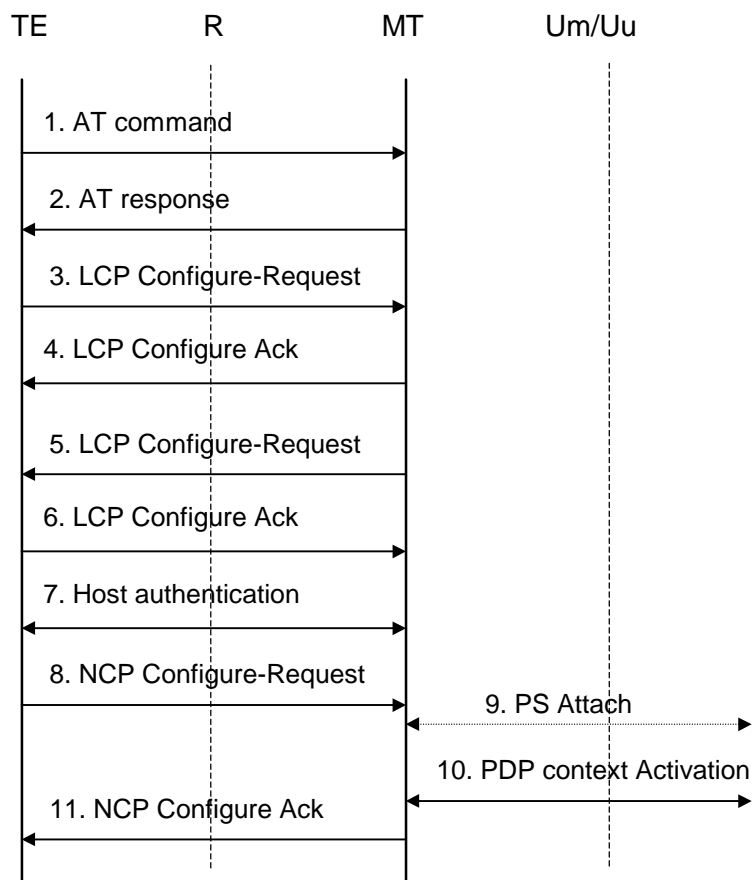 TE R MT Um/Uu
1. AT command
2. AT response
3. LCP Configure-Request
4. LCP Configure Ack
5. LCP Configure-Request
6. LCP Configure Ack
7. Host authentication
8. NCP Configure-Request
9. PS Attach
10. PDP context Activation
11. NCP Configure Ack